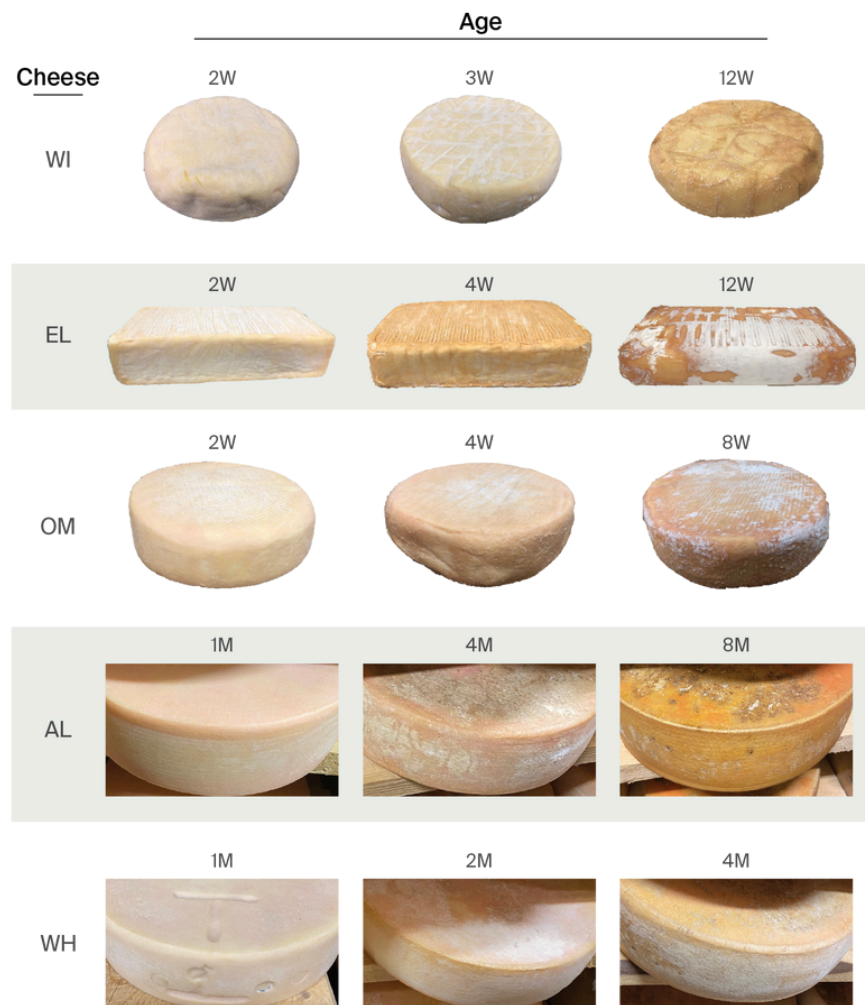 Age
Cheese
2W 3W 12W
WI
2W 4W 12W
EL
2W 4W 8W
OM
1M 4M 8M
AL
1M 2M 4M
WH